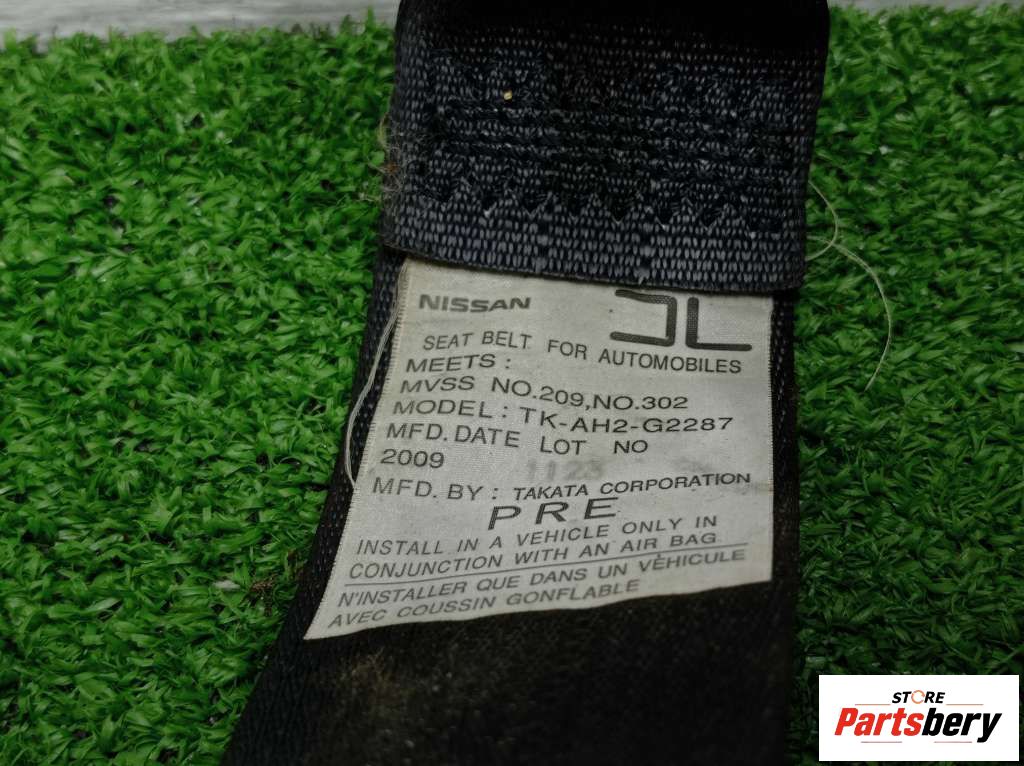 NISSAN
SEAT BELT FOR AUTOMOBILES
MEETS :
MVSS NO.209,NO.302
MODEL : TK-AH2-G2287
MFD. DATE LOT NO
2009 1123
MFD. BY : TAKATA CORPORATION
PRE
INSTALL IN A VEHICLE ONLY IN
CONJUNCTION WITH AN AIR BAG
N'INSTALLER QUE DANS UN VÈHICULE
AVEC COUSSIN GONFLABLE
STORE
Partsbery